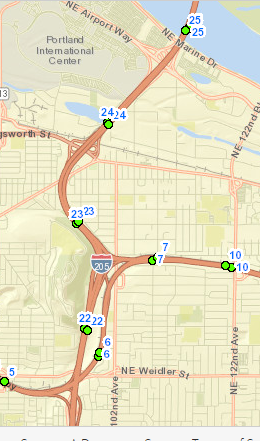 25
NE Airport Way
25
NE Marine Dr
Portland
International
Center
13
24
24
NE 122nd B
gsworth St
23
23
7
7
10
10
205
22
22
6
6
NE Weidler St
5
102nd Ave
NE 122nd Ave